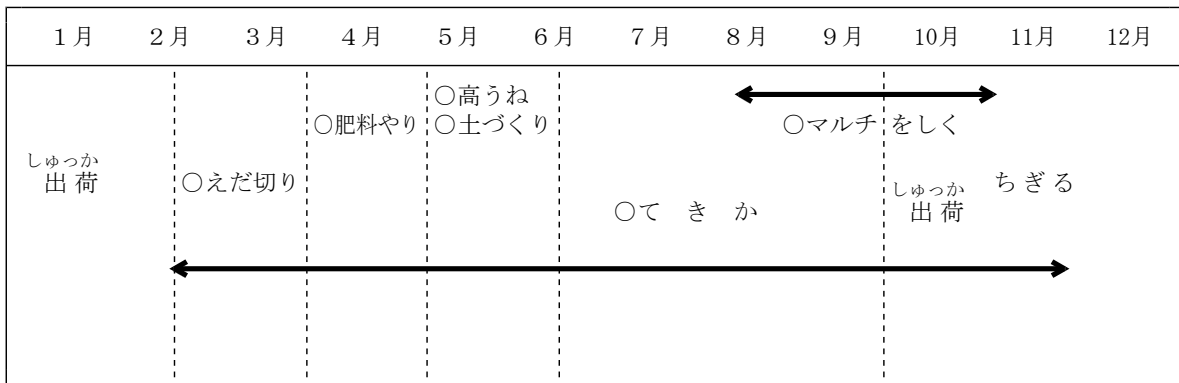 １月 ２月 ３月 ４月 ５月 ６月 ７月 ８月 ９月 10月 11月 12月
○高うね
○肥料やり ○土づくり ○マルチをしく
しゅっか
出荷 ○えだ切り ちぎる
しゅっか
○てきか 出荷